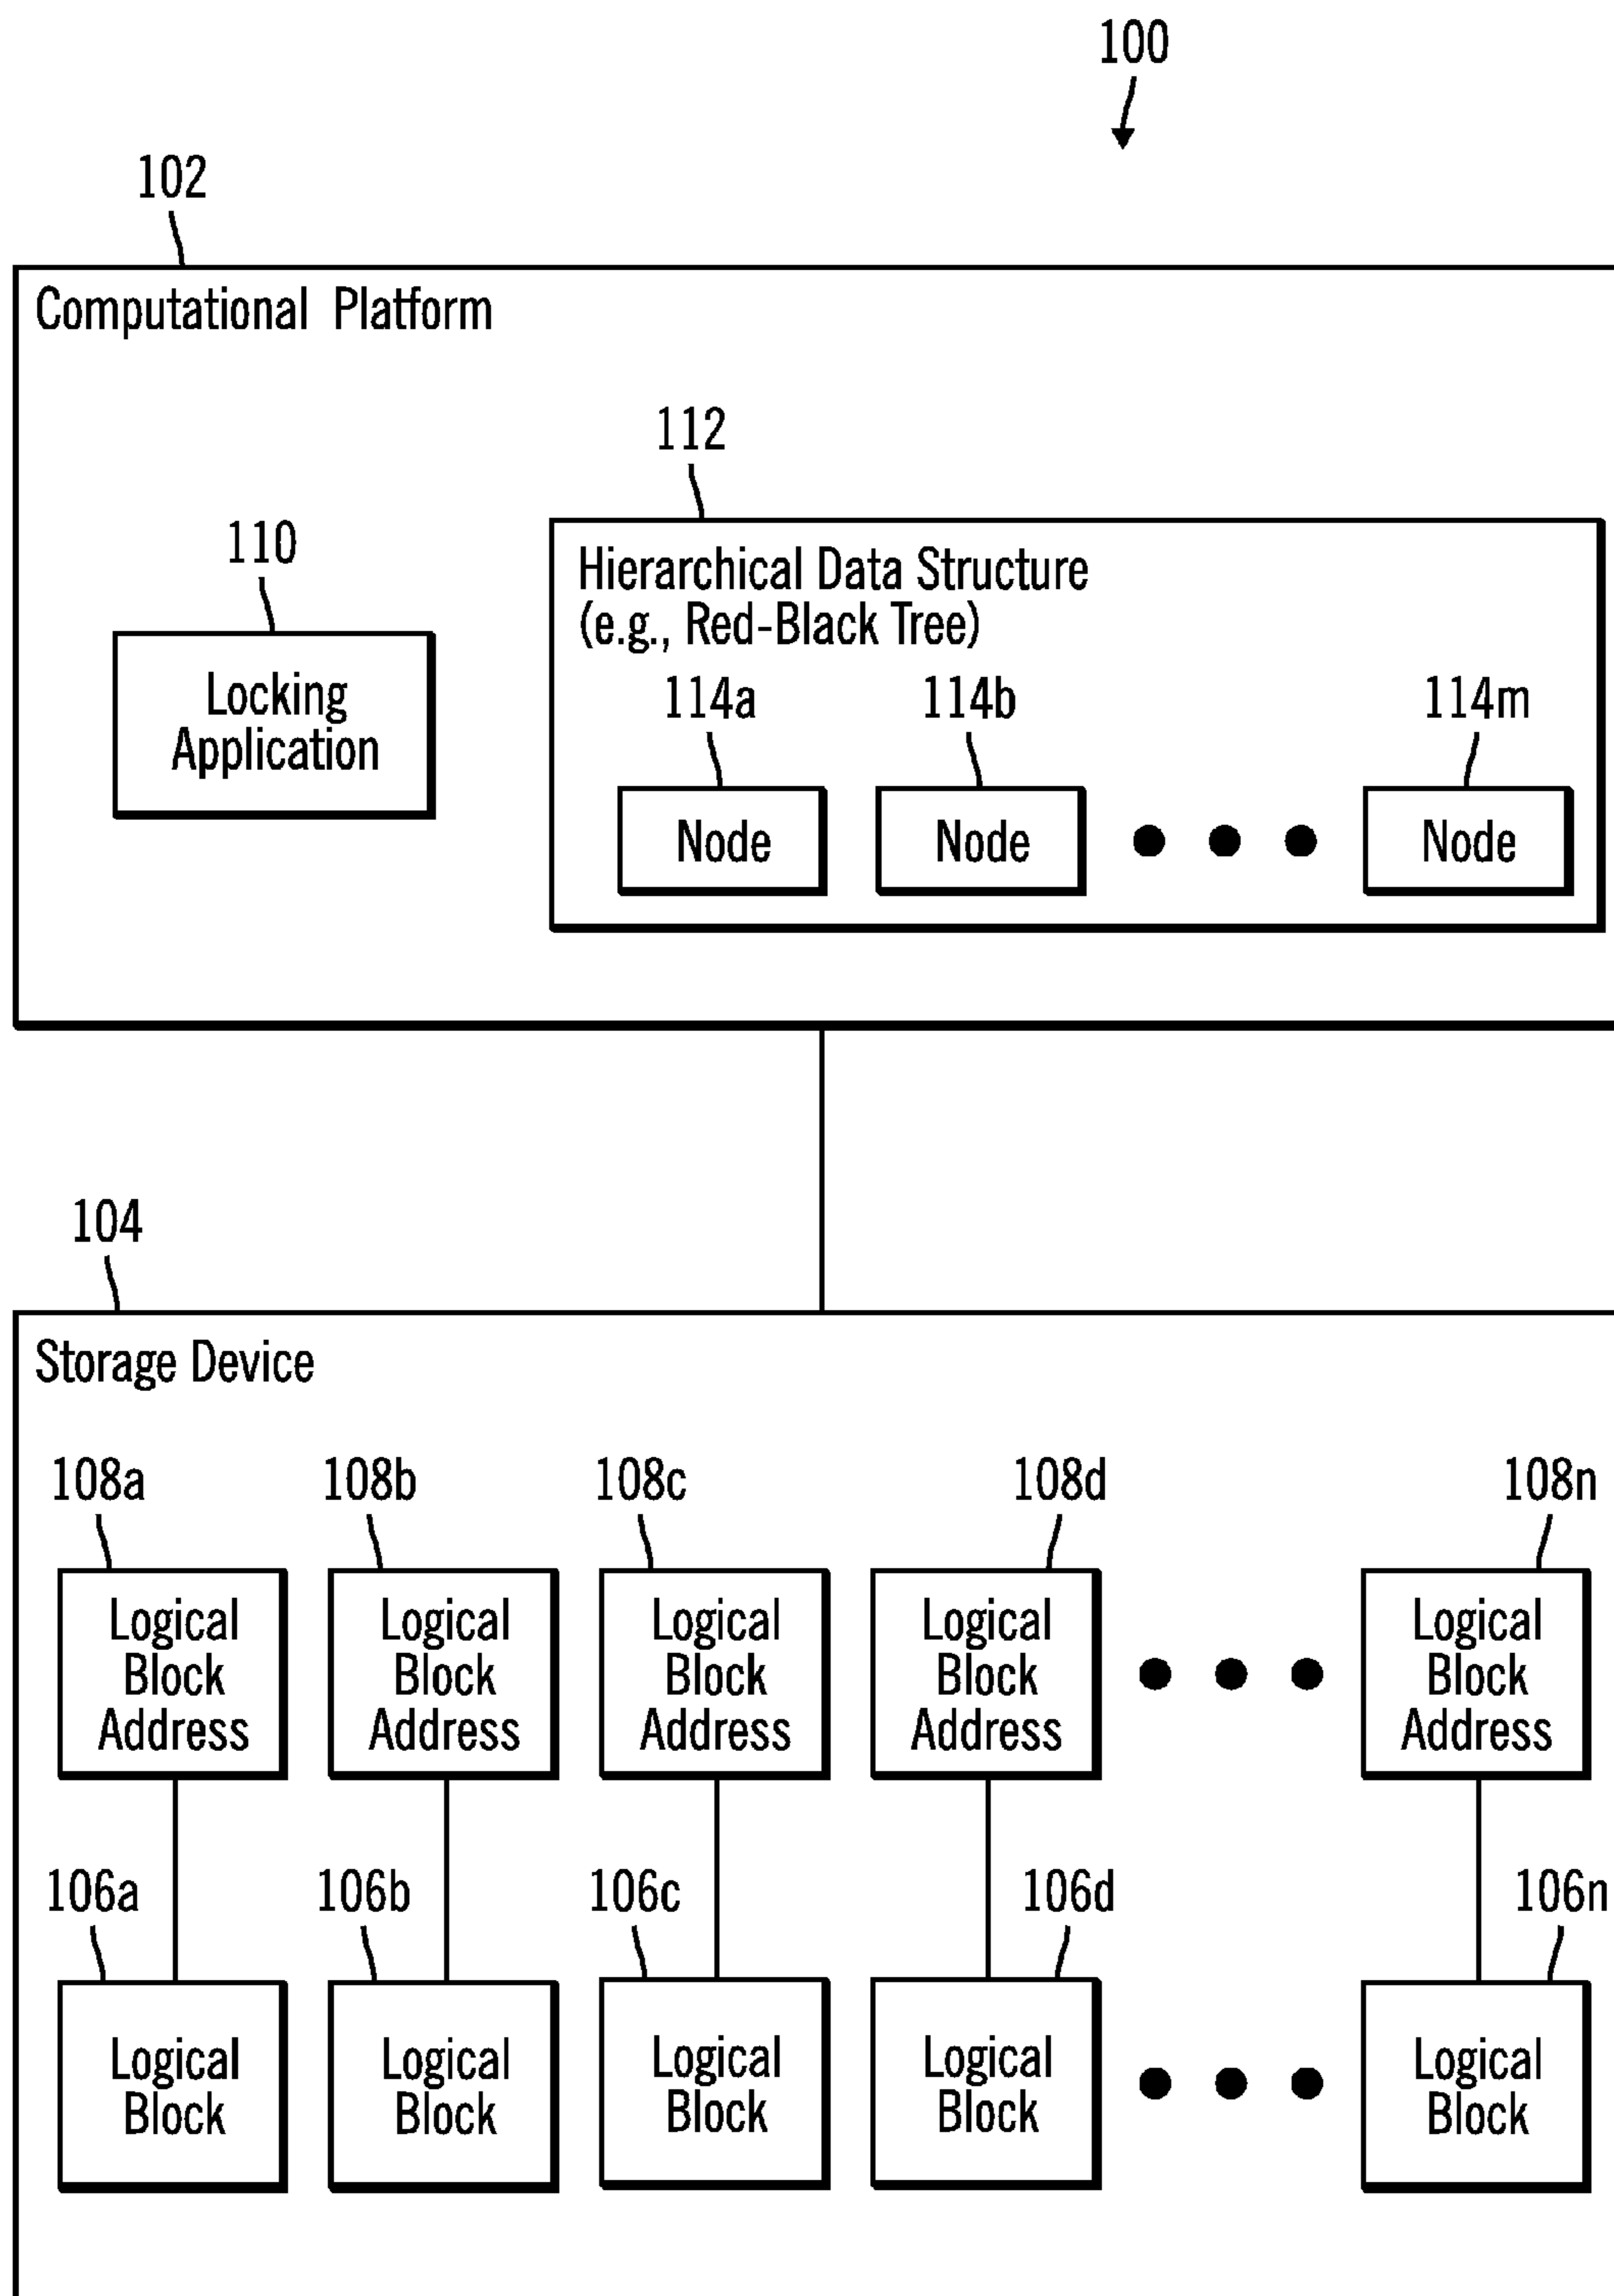 100
102
Computational Platform
112
110
Hierarchical Data Structure
(e.g., Red-Black Tree)
Locking
Application
114a 114b 114m
Node Node Node
104
Storage Device
108a 108b 108c 108d 108n
Logical Logical Logical Logical Logical
Block Block Block Block Block
Address Address Address Address Address
106a 106b 106c 106d 106n
Logical Logical Logical Logical Logical
Block Block Block Block Block